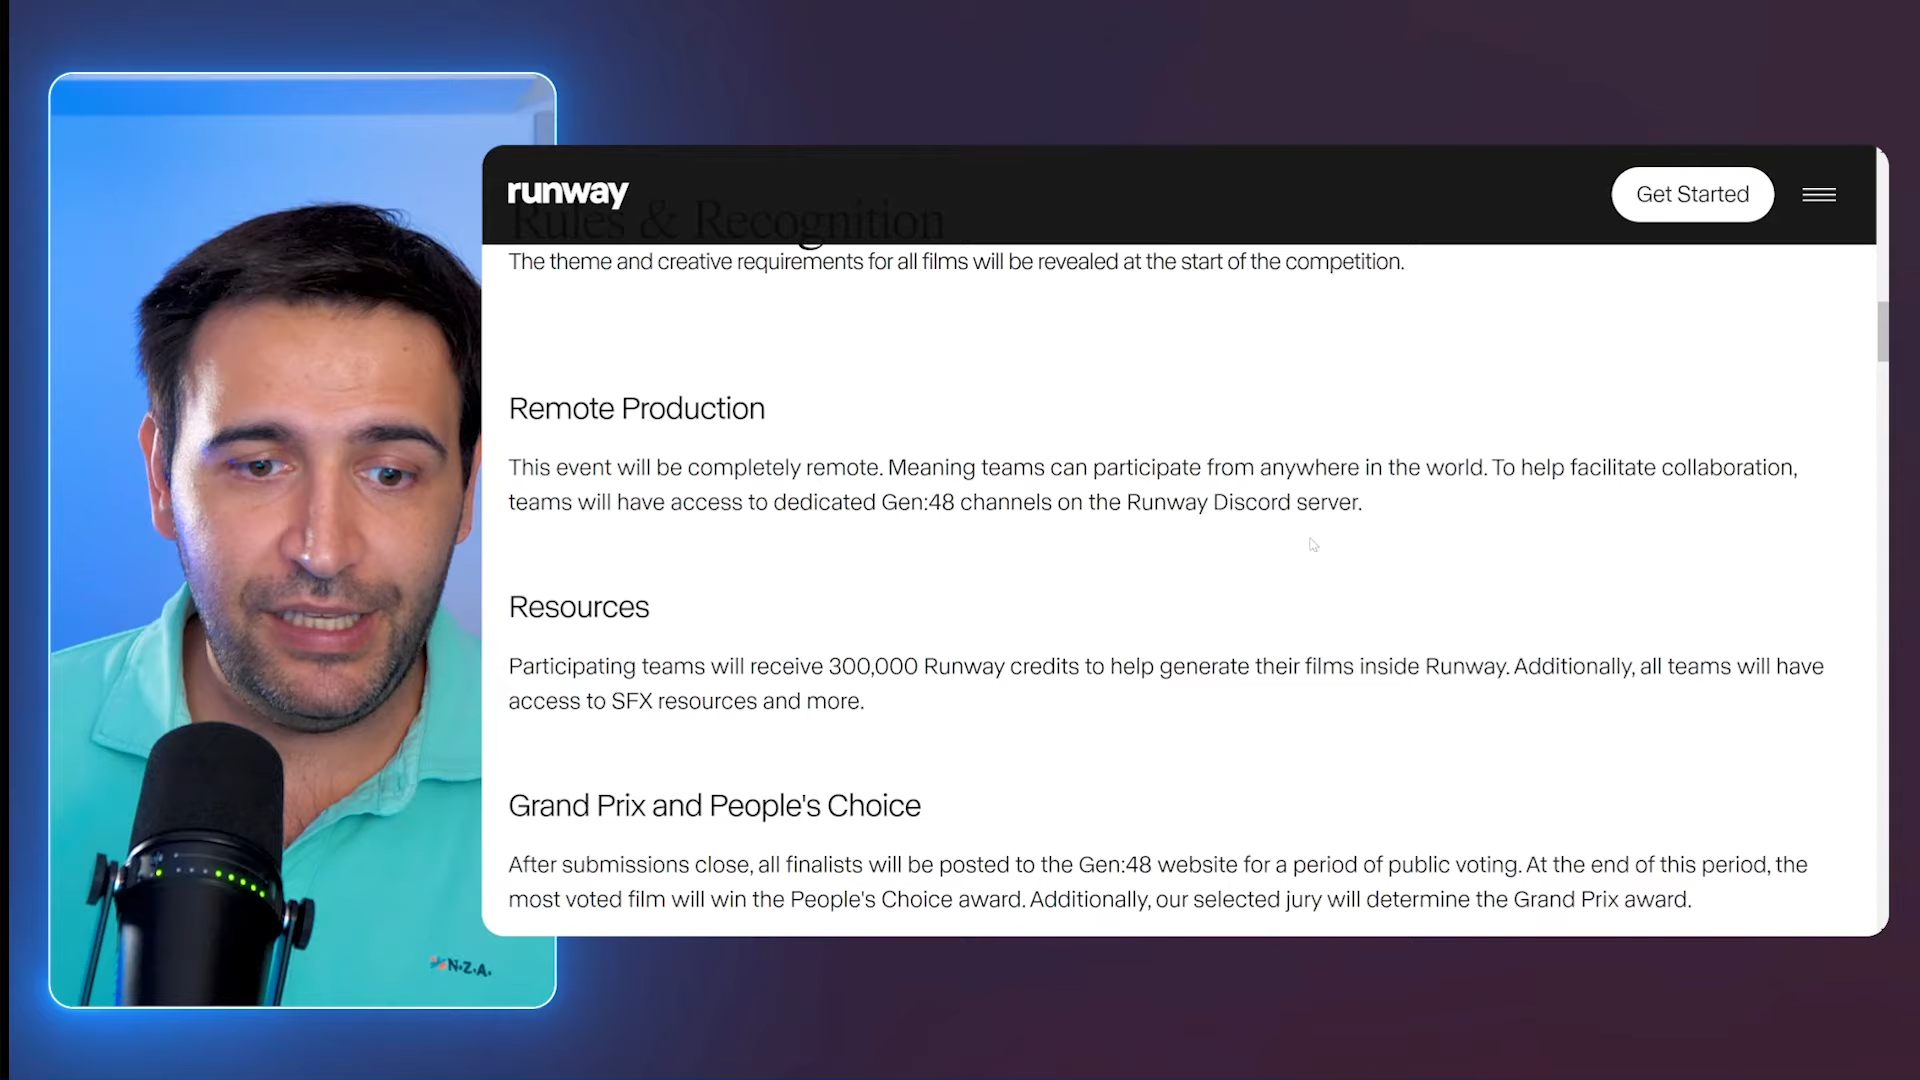 runway
Get Started
Rules & Recognition
The theme and creative requirements for all films will be revealed at the start of the competition.
Remote Production
This event will be completely remote. Meaning teams can participate from anywhere in the world. To help facilitate collaboration,
teams will have access to dedicated Gen:48 channels on the Runway Discord server.
Resources
Participating teams will receive 300,000 Runway credits to help generate their films inside Runway. Additionally, all teams will have
access to SFX resources and more.
Grand Prix and People's Choice
After submissions close, all finalists will be posted to the Gen:48 website for a period of public voting. At the end of this period, the
most voted film will win the People's Choice award. Additionally, our selected jury will determine the Grand Prix award.
N.Z.A.